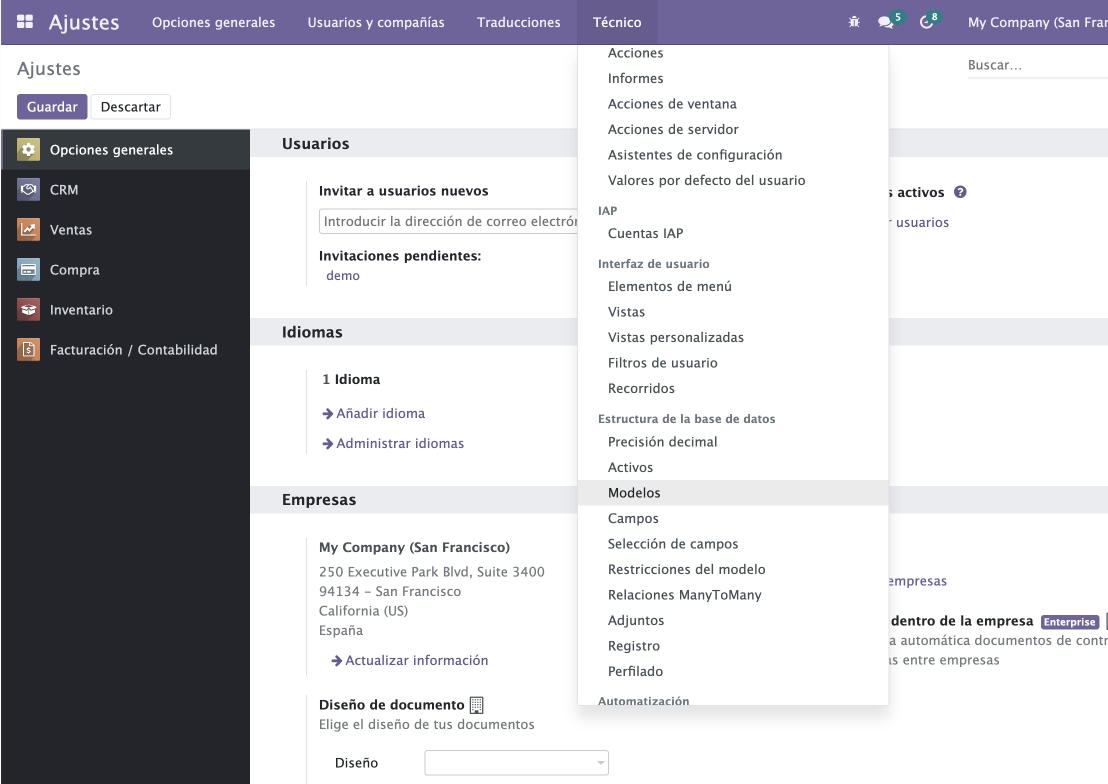 Ajustes Opciones generales Usuarios y compañías Traducciones Técnico 5 8 My Company (San Fran
Ajustes
Buscar...
Guardar Descartar
Opciones generales
CRM
Ventas
Compra
Inventario
Facturación / Contabilidad
Usuarios
Invitar a usuarios nuevos
Introducir la dirección de correo electrón
Invitaciones pendientes:
demo
s activos ?
r usuarios
Idiomas
1 Idioma
Añadir idioma
Administrar idiomas
Empresas
My Company (San Francisco)
250 Executive Park Blvd, Suite 3400
94134 – San Francisco
California (US)
España
Actualizar información
empresas
dentro de la empresa Enterprise
a automática documentos de contr
as entre empresas
Diseño de documento
Elige el diseño de tus documentos
Diseño
Acciones
Informes
Acciones de ventana
Acciones de servidor
Asistentes de configuración
Valores por defecto del usuario
IAP
Cuentas IAP
Interfaz de usuario
Elementos de menú
Vistas
Vistas personalizadas
Filtros de usuario
Recorridos
Estructura de la base de datos
Precisión decimal
Activos
Modelos
Campos
Selección de campos
Restricciones del modelo
Relaciones ManyToMany
Adjuntos
Registro
Perfilado
Automatización